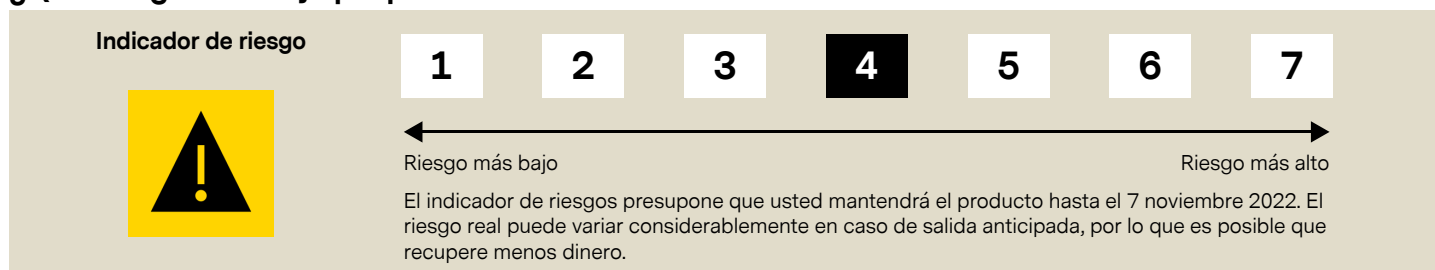 Indicador de riesgo
1 2 3 4 5 6 7
Riesgo más bajo Riesgo más alto
El indicador de riesgos presupone que usted mantendrá el producto hasta el 7 noviembre 2022. El
riesgo real puede variar considerablemente en caso de salida anticipada, por lo que es posible que
recupere menos dinero.